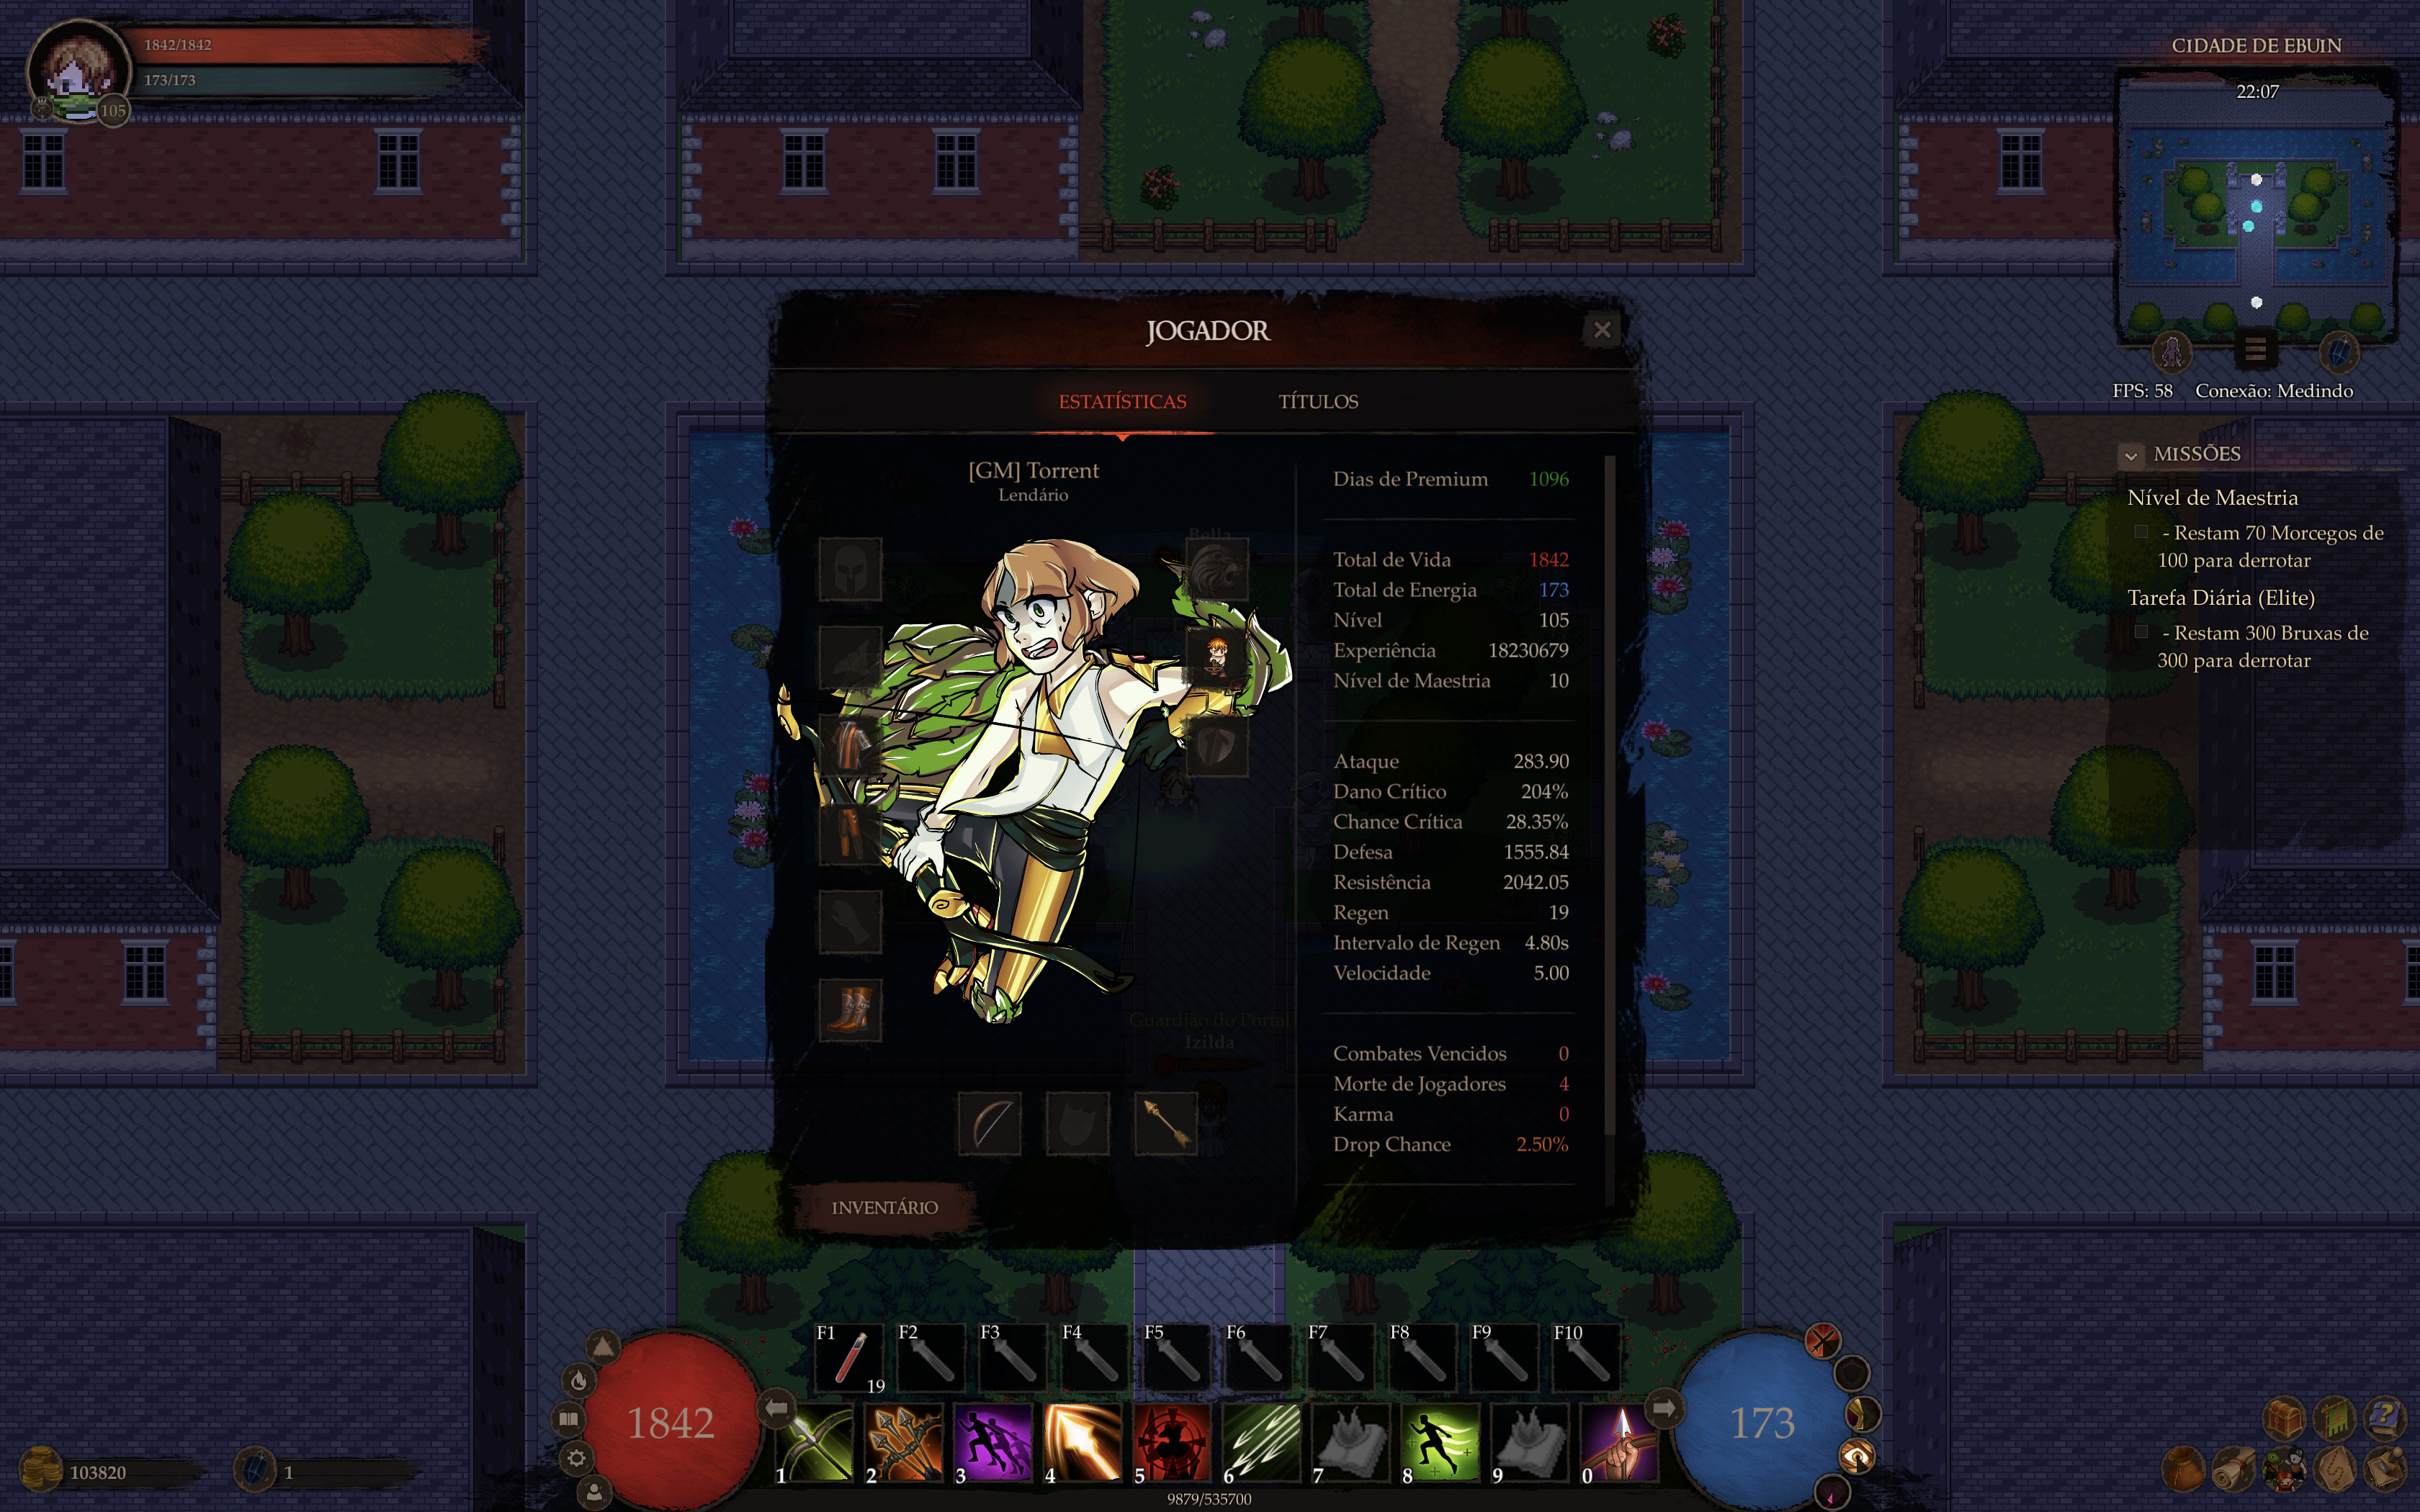 1842/1842
173/173
105
CIDADE DE EBUIN
22:07
FPS: 58 Conexão: Medindo
MISSÕES
Nível de Maestria
- Restam 70 Morcegos de
100 para derrotar
Tarefa Diária (Elite)
- Restam 300 Bruxas de
300 para derrotar
JOGADOR
ESTATÍSTICAS TÍTULOS
[GM] Torrent
Lendário
Bella
Guardião do Portal
Izilda
Dias de Premium 1096
Total de Vida 1842
Total de Energia 173
Nível 105
Experiência 18230679
Nível de Maestria 10
Ataque 283.90
Dano Crítico 204%
Chance Crítica 28.35%
Defesa 1555.84
Resistência 2042.05
Regen 19
Intervalo de Regen 4.80s
Velocidade 5.00
Combates Vencidos 0
Morte de Jogadores 4
Karma 0
Drop Chance 2.50%
INVENTÁRIO
F1 F2 F3 F4 F5 F6 F7 F8 F9 F10
19
1842
173
1 2 3 4 5 6 7 8 9 0
103820
1
9879/535700